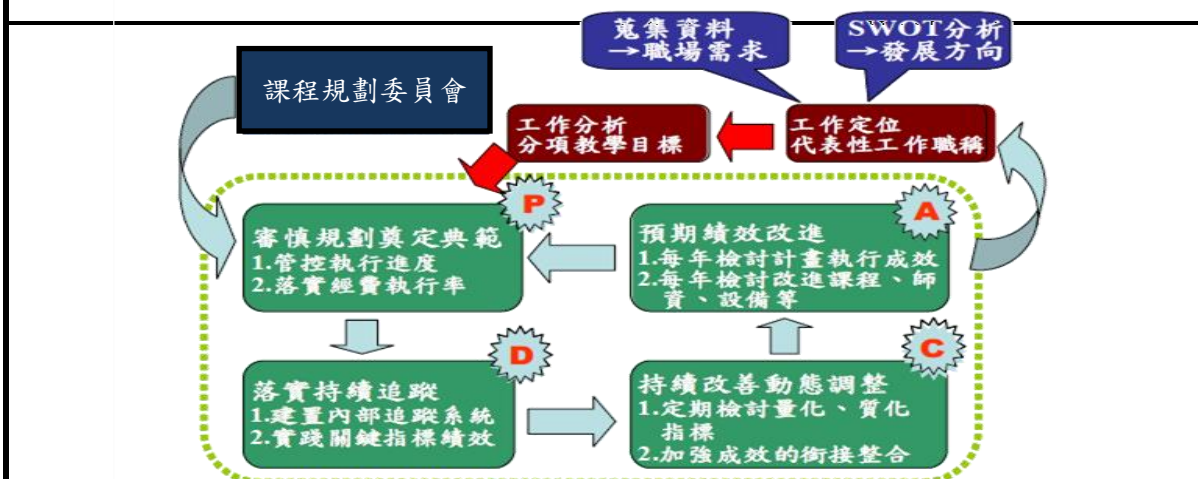 蒐集資料
→職場需求
SWOT分析
→發展方向
課程規劃委員會
工作分析
分項教學目標
工作定位
代表性工作職稱
P
審慎規劃奠定典範
1.管控執行進度
2.落實經費執行率
A
預期績效改進
1.每年檢討計畫執行成效
2.每年檢討改進課程、師
資、設備等
D
落實持續追蹤
1.建置內部追蹤系統
2.實踐關鍵指標績效
C
持續改善動態調整
1.定期檢討量化、質化
指標
2.加強成效的銜接整合